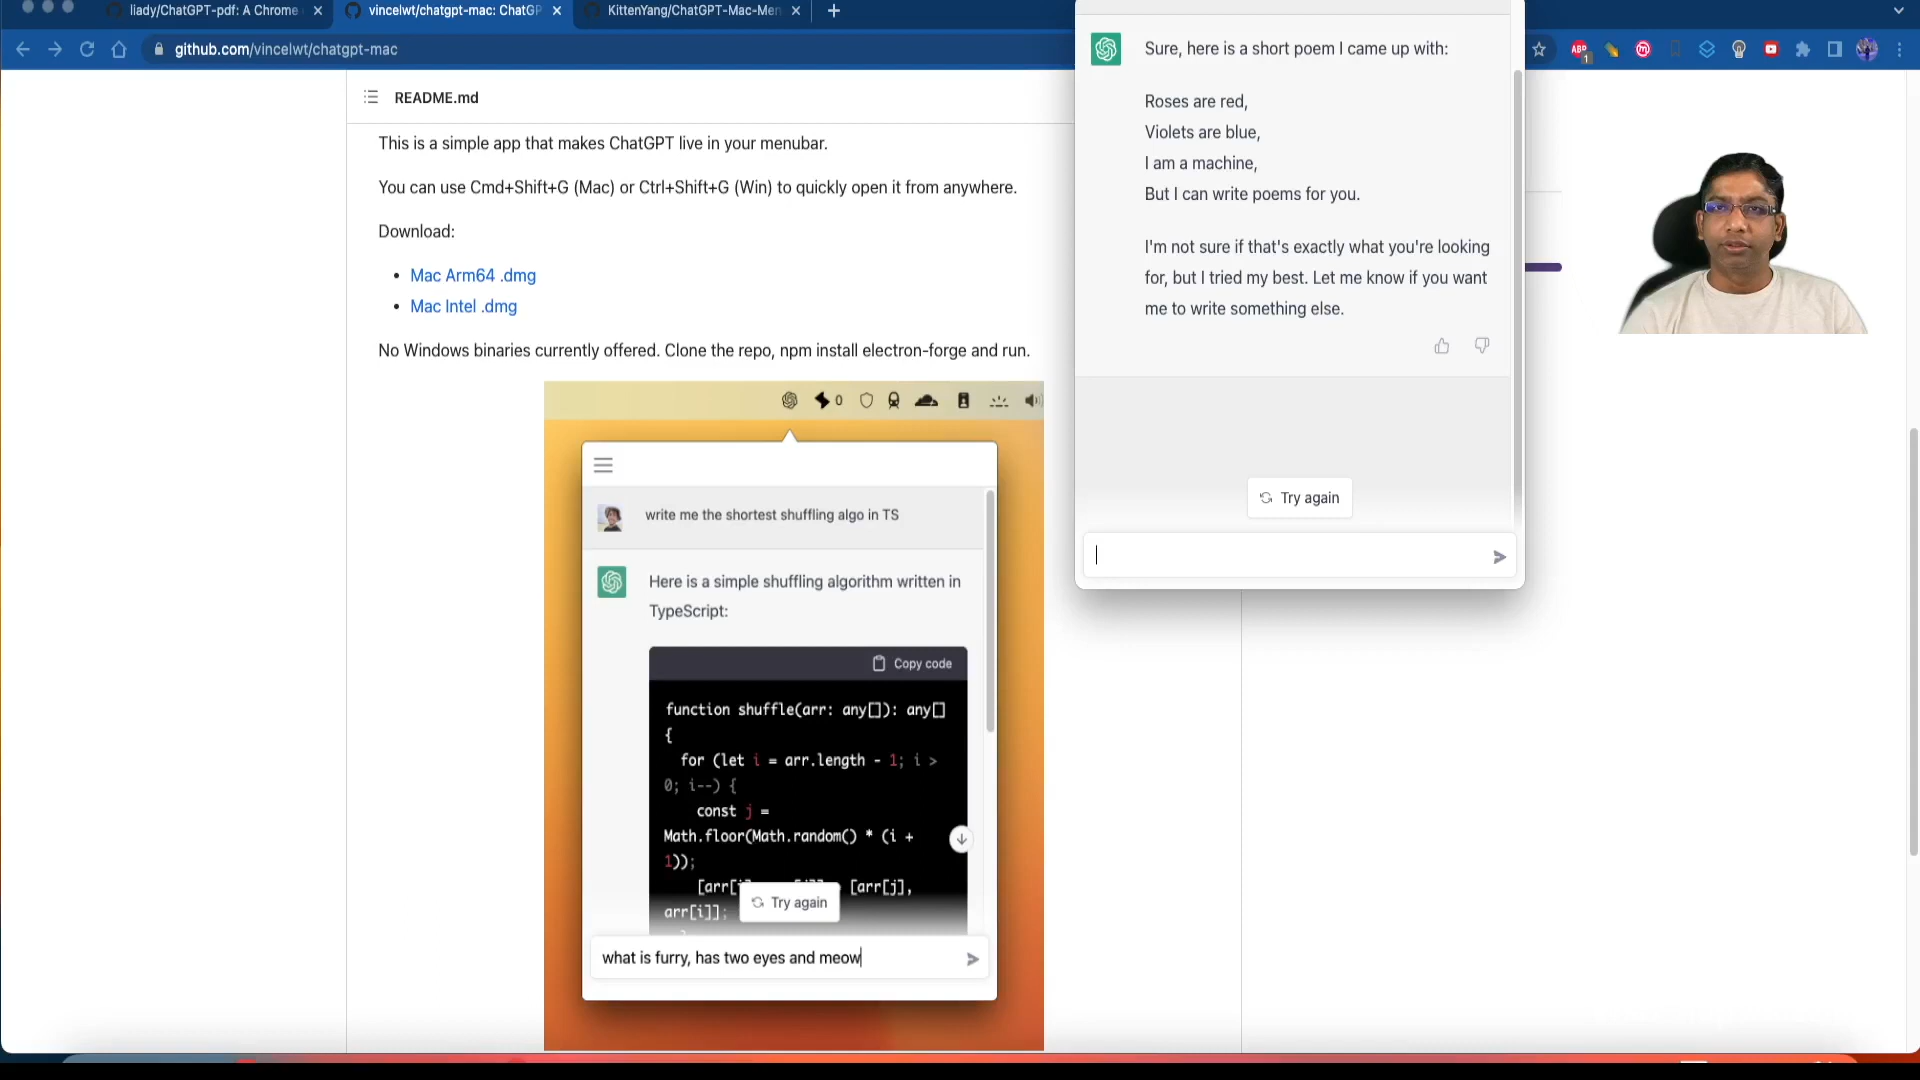 liady/ChatGPT-pdf: A Chrome
vincelwt/chatgpt-mac: ChatGP
KittenYang/ChatGPT-Mac-Men
github.com/vincelwt/chatgpt-mac
ABP
1
README.md
This is a simple app that makes ChatGPT live in your menubar.
You can use Cmd+Shift+G (Mac) or Ctrl+Shift+G (Win) to quickly open it from anywhere.
Download:
• Mac Arm64 .dmg
• Mac Intel .dmg
No Windows binaries currently offered. Clone the repo, npm install electron-forge and run.
0
write me the shortest shuffling algo in TS
Here is a simple shuffling algorithm written in
TypeScript:
Copy code
function shuffle(arr: any[]): any[]
{
for (let i = arr.length - 1; i >
0; i--) {
const j =
Math.floor(Math.random() * (i +
1));
[arr[ [arr[j],
arr[i]];
Try again
what is furry, has two eyes and meow
Sure, here is a short poem I came up with:
Roses are red,
Violets are blue,
I am a machine,
But I can write poems for you.
I'm not sure if that's exactly what you're looking
for, but I tried my best. Let me know if you want
me to write something else.
Try again